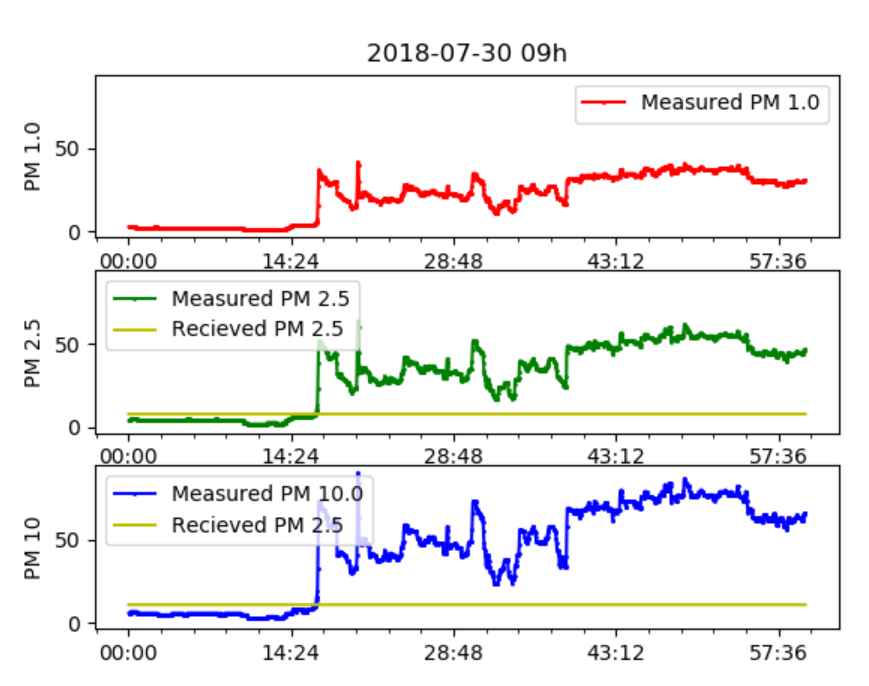 2018-07-30 09h
Measured PM 1.0
PM 1.0
50
0
00:00 14:24 28:48 43:12 57:36
Measured PM 2.5
Recieved PM 2.5
PM 2.5
50
0
00:00 14:24 28:48 43:12 57:36
Measured PM 10.0
Recieved PM 2.5
PM 10
50
0
00:00 14:24 28:48 43:12 57:36